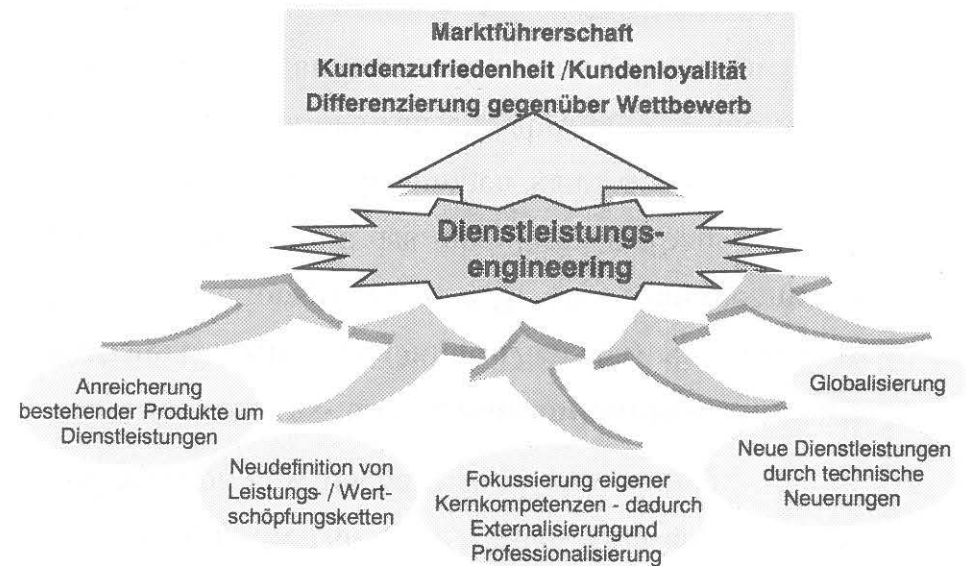 Marktführerschaft
Kundenzufriedenheit /Kundenloyalität
Differenzierung gegenüber Wettbewerb
Dienstleistungs-
engineering
Anreicherung
bestehender Produkte um
Dienstleistungen
Neudefinition von
Leistungs- / Wert-
schöpfungsketten
Fokussierung eigener
Kernkompetenzen - dadurch
Externalisierungund
Professionalisierung
Neue Dienstleistungen
durch technische
Neuerungen
Globalisierung